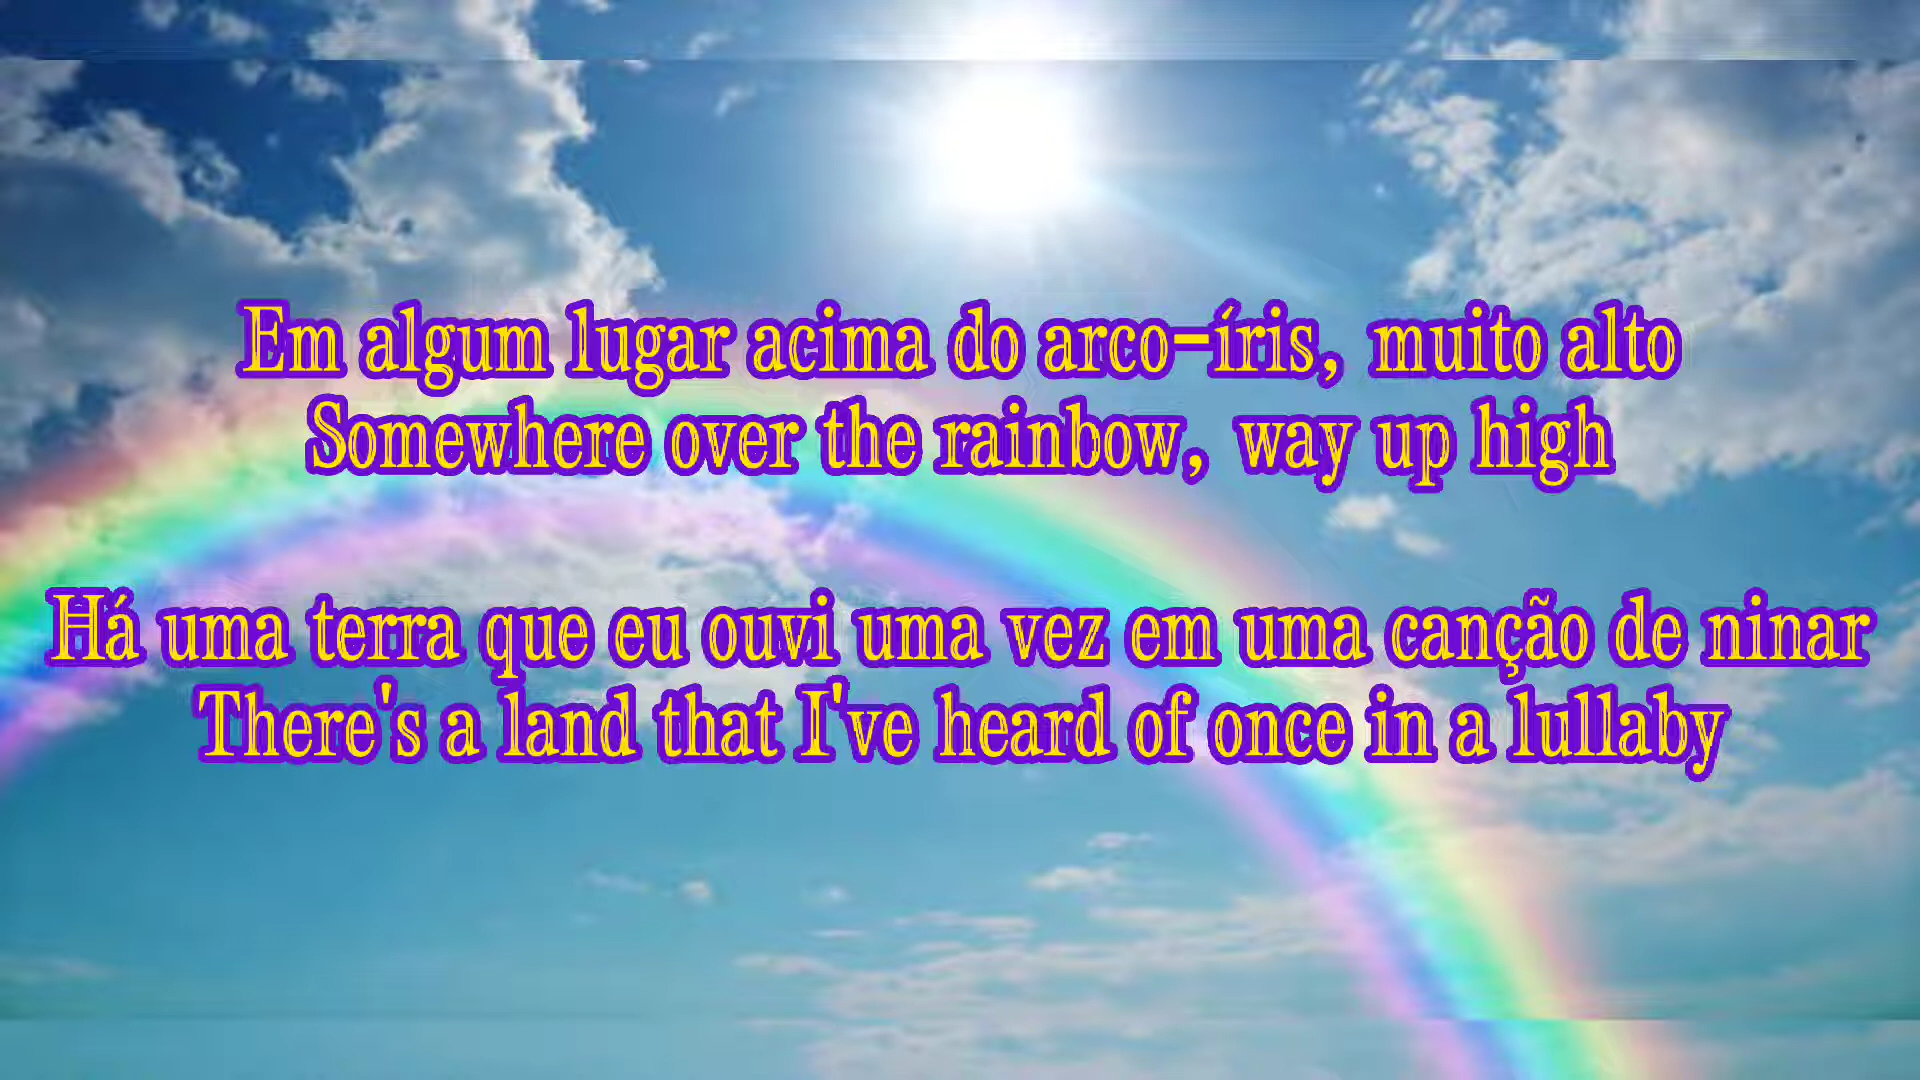 Em algum lugar acima do arco-íris, muito alto
Somewhere over the rainbow, way up high
Há uma terra que eu ouvi uma vez em uma canção de ninar
There's a land that I've heard of once in a lullaby